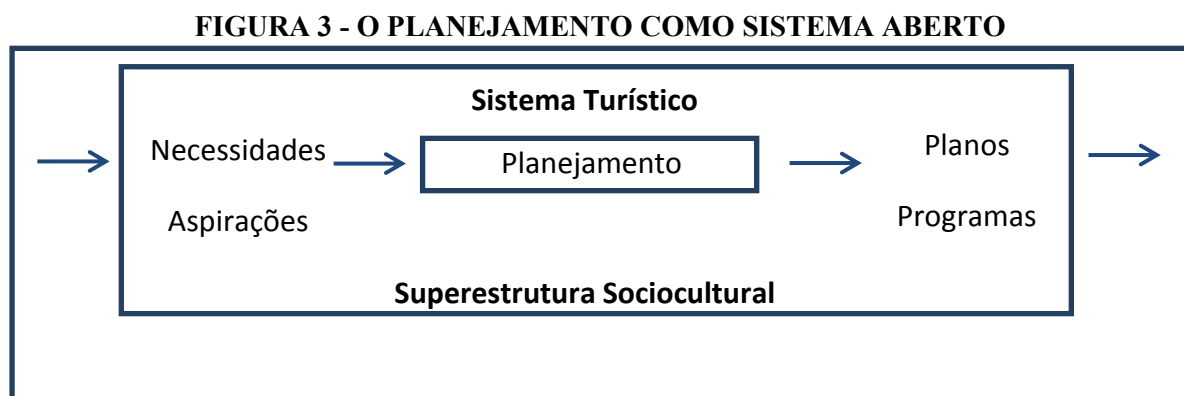 FIGURA 3 - O PLANEJAMENTO COMO SISTEMA ABERTO
Sistema Turístico
Necessidades
Planejamento
Planos
Aspirações
Programas
Superestrutura Sociocultural